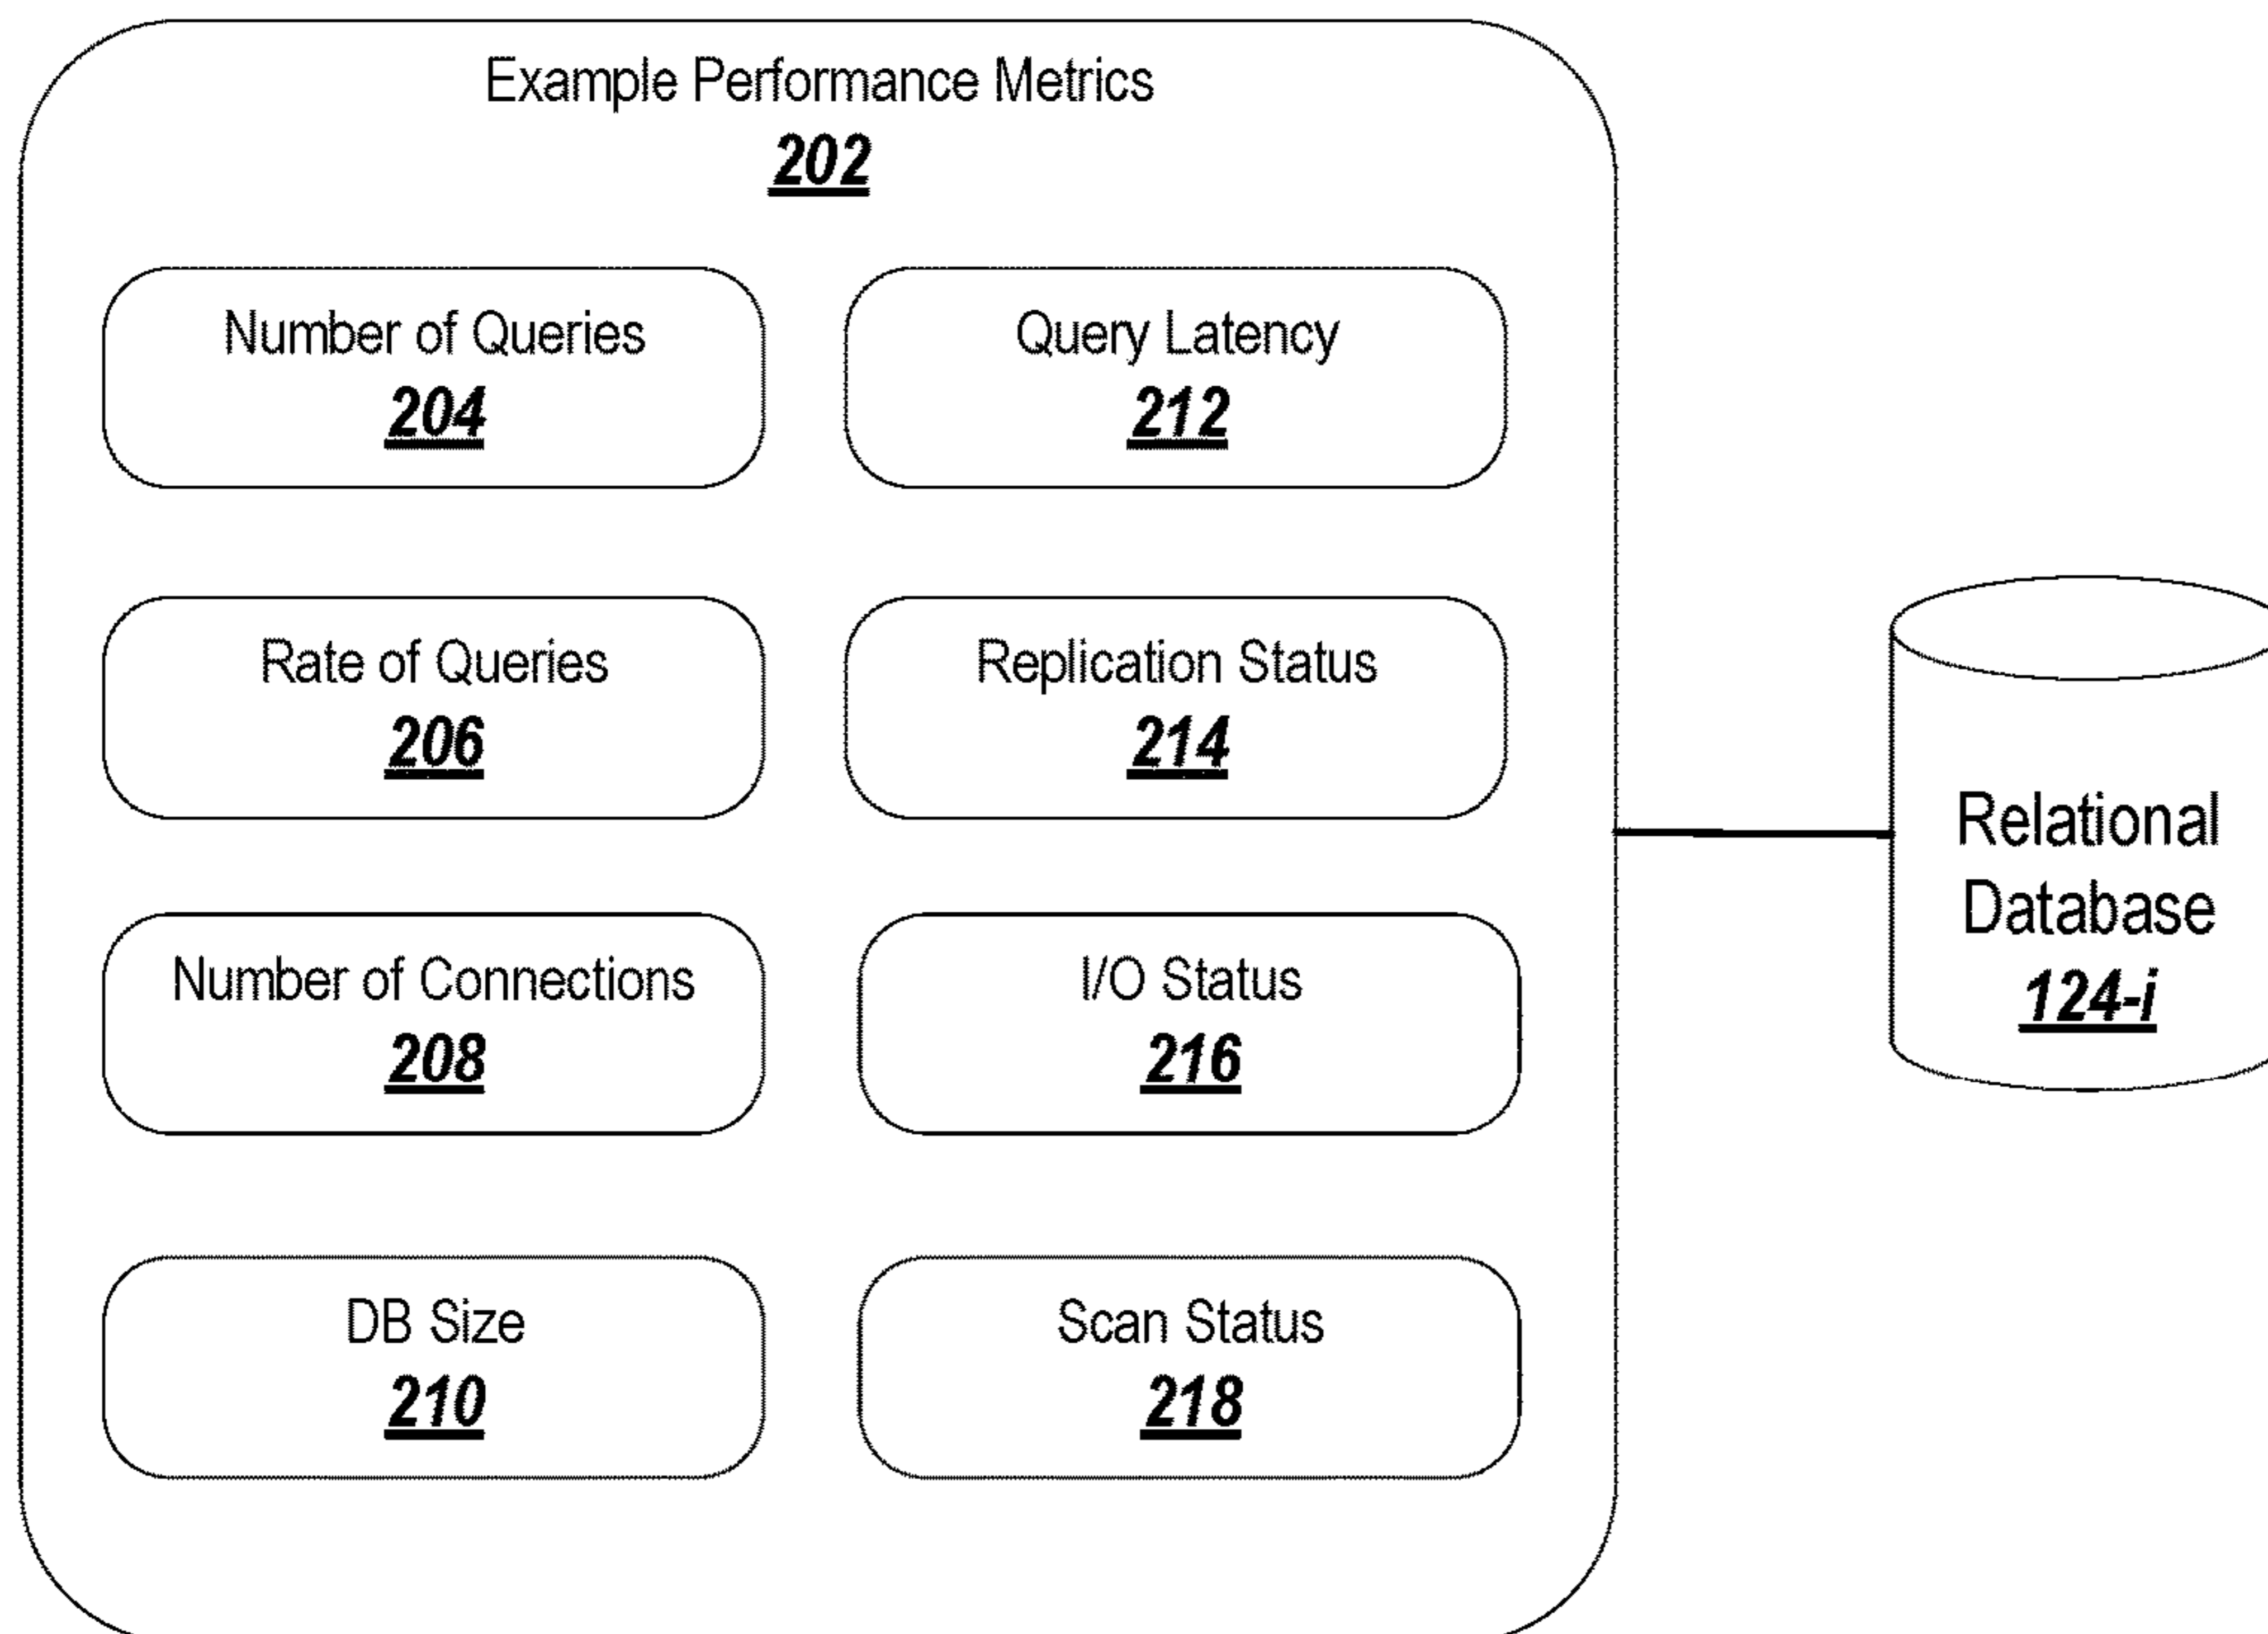 Example Performance Metrics
202
Number of Queries
204
Query Latency
212
Rate of Queries
206
Replication Status
214
Number of Connections
208
I/O Status
216
DB Size
210
Scan Status
218
Relational
Database
124-i